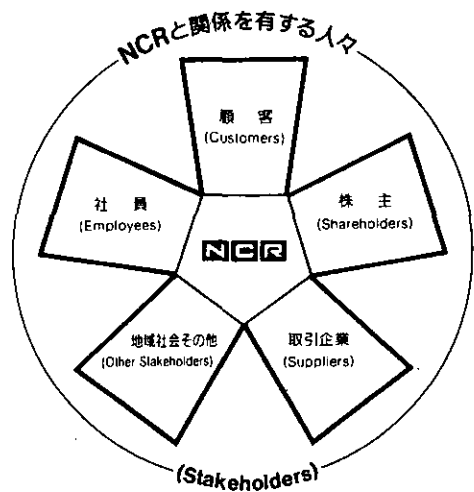 NCRと関係を有する人々
顧 客
(Customers)
社 員
(Employees)
株 主
(Shareholders)
NCR
地域社会その他
(Other Stakeholders)
取引企業
(Suppliers)
(Stakeholders)